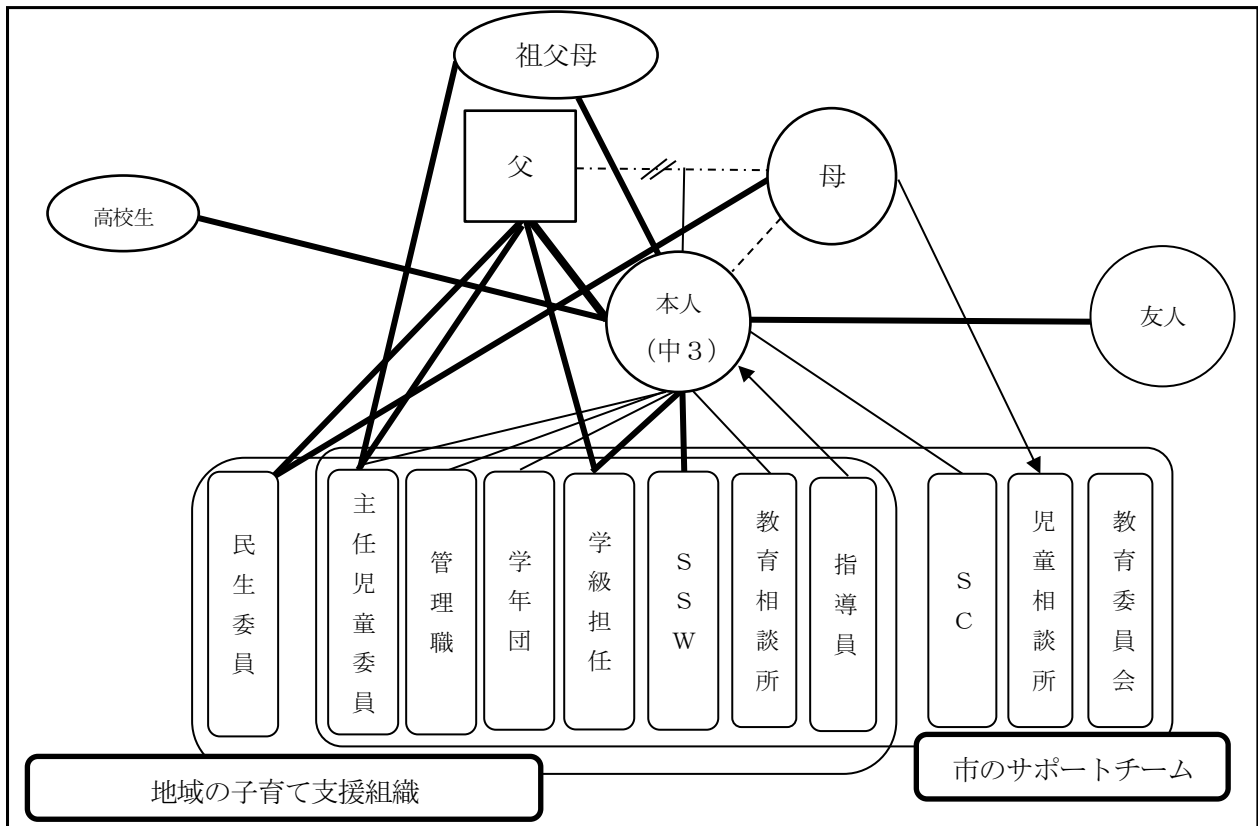 祖父母
父
母
高校生
本人
（中３）
友人
民生委員
主任児童委員
管理職
学年団
学級担任
ＳＳＷ
教育相談所
指導員
ＳＣ
児童相談所
教育委員会
地域の子育て支援組織
市のサポートチーム